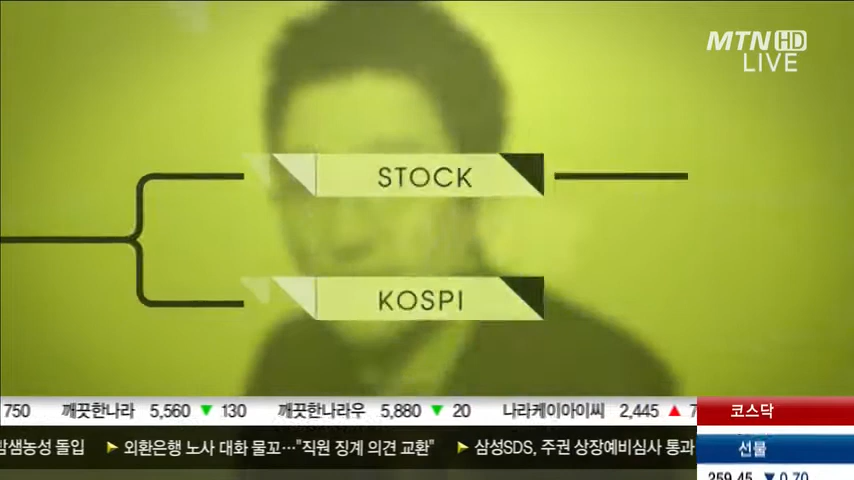 MTN HD
LIVE
STOCK
KOSPI
750 깨끗한나라 5,560 ▼ 130 깨끗한나라우 5,880 ▼ 20 나라케이아이씨 2,445 ▲
코스닥
밤샘농성 돌입 ▶ 외환은행 노사 대화 물꼬…"직원 징계 의견 교환" ▶ 삼성SDS, 주권 상장예비심사 통과
선물
259.45 ▼0.70